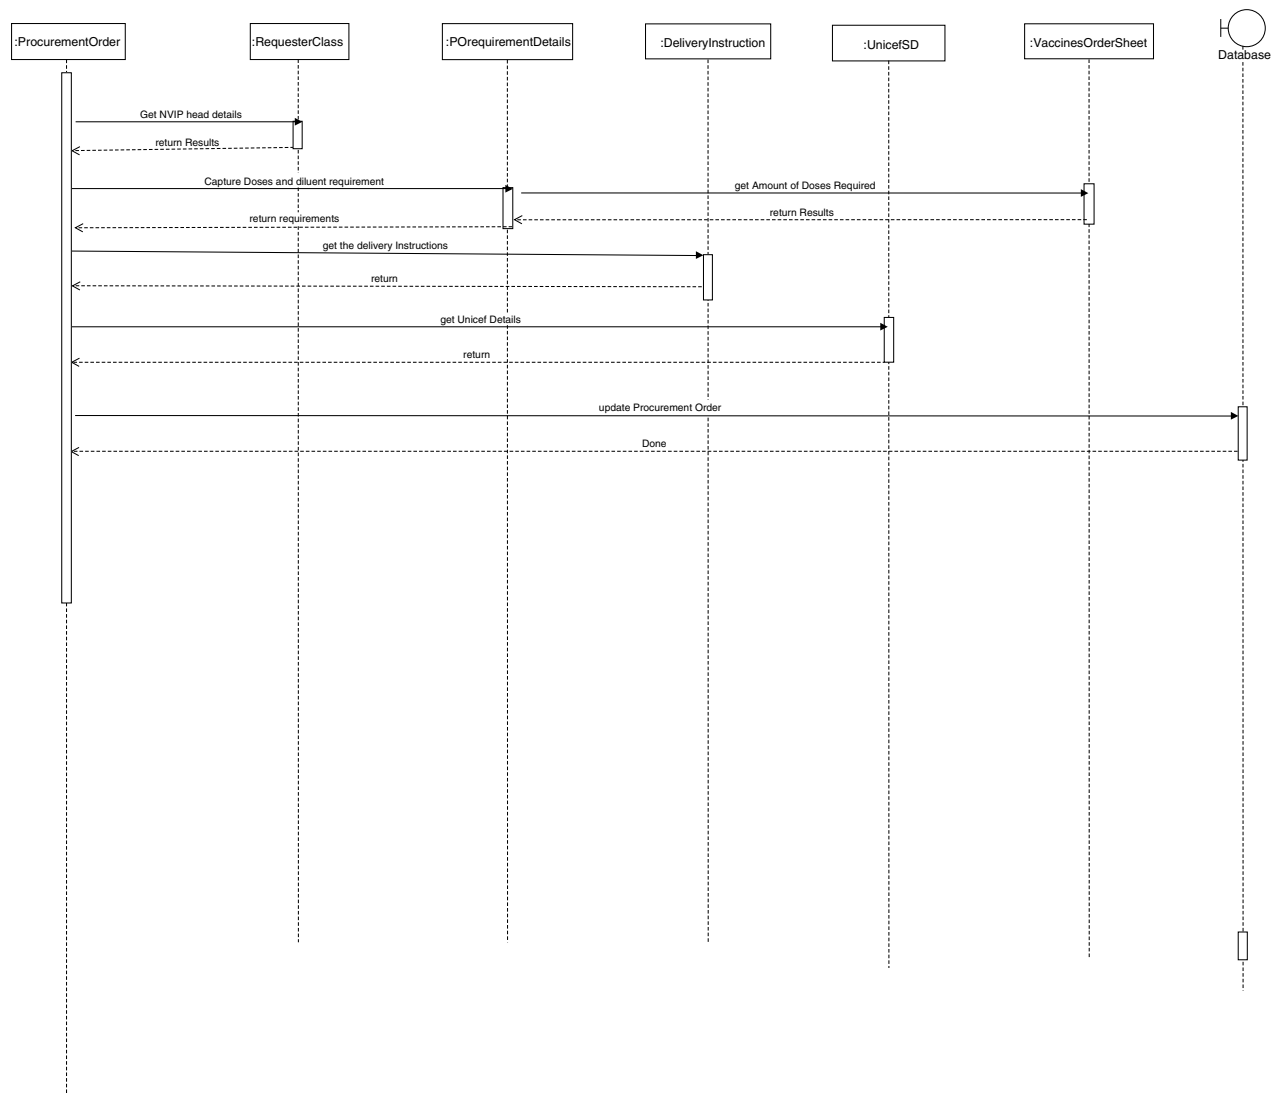 :ProcurementOrder
:RequesterClass
:POrequirementDetails
:DeliveryInstruction
:UnicefSD
:VaccinesOrderSheet
Database
Get NVIP head details
return Results
Capture Doses and diluent requirement
get Amount of Doses Required
return Results
return requirements
get the delivery Instructions
return
get Unicef Details
return
update Procurement Order
Done